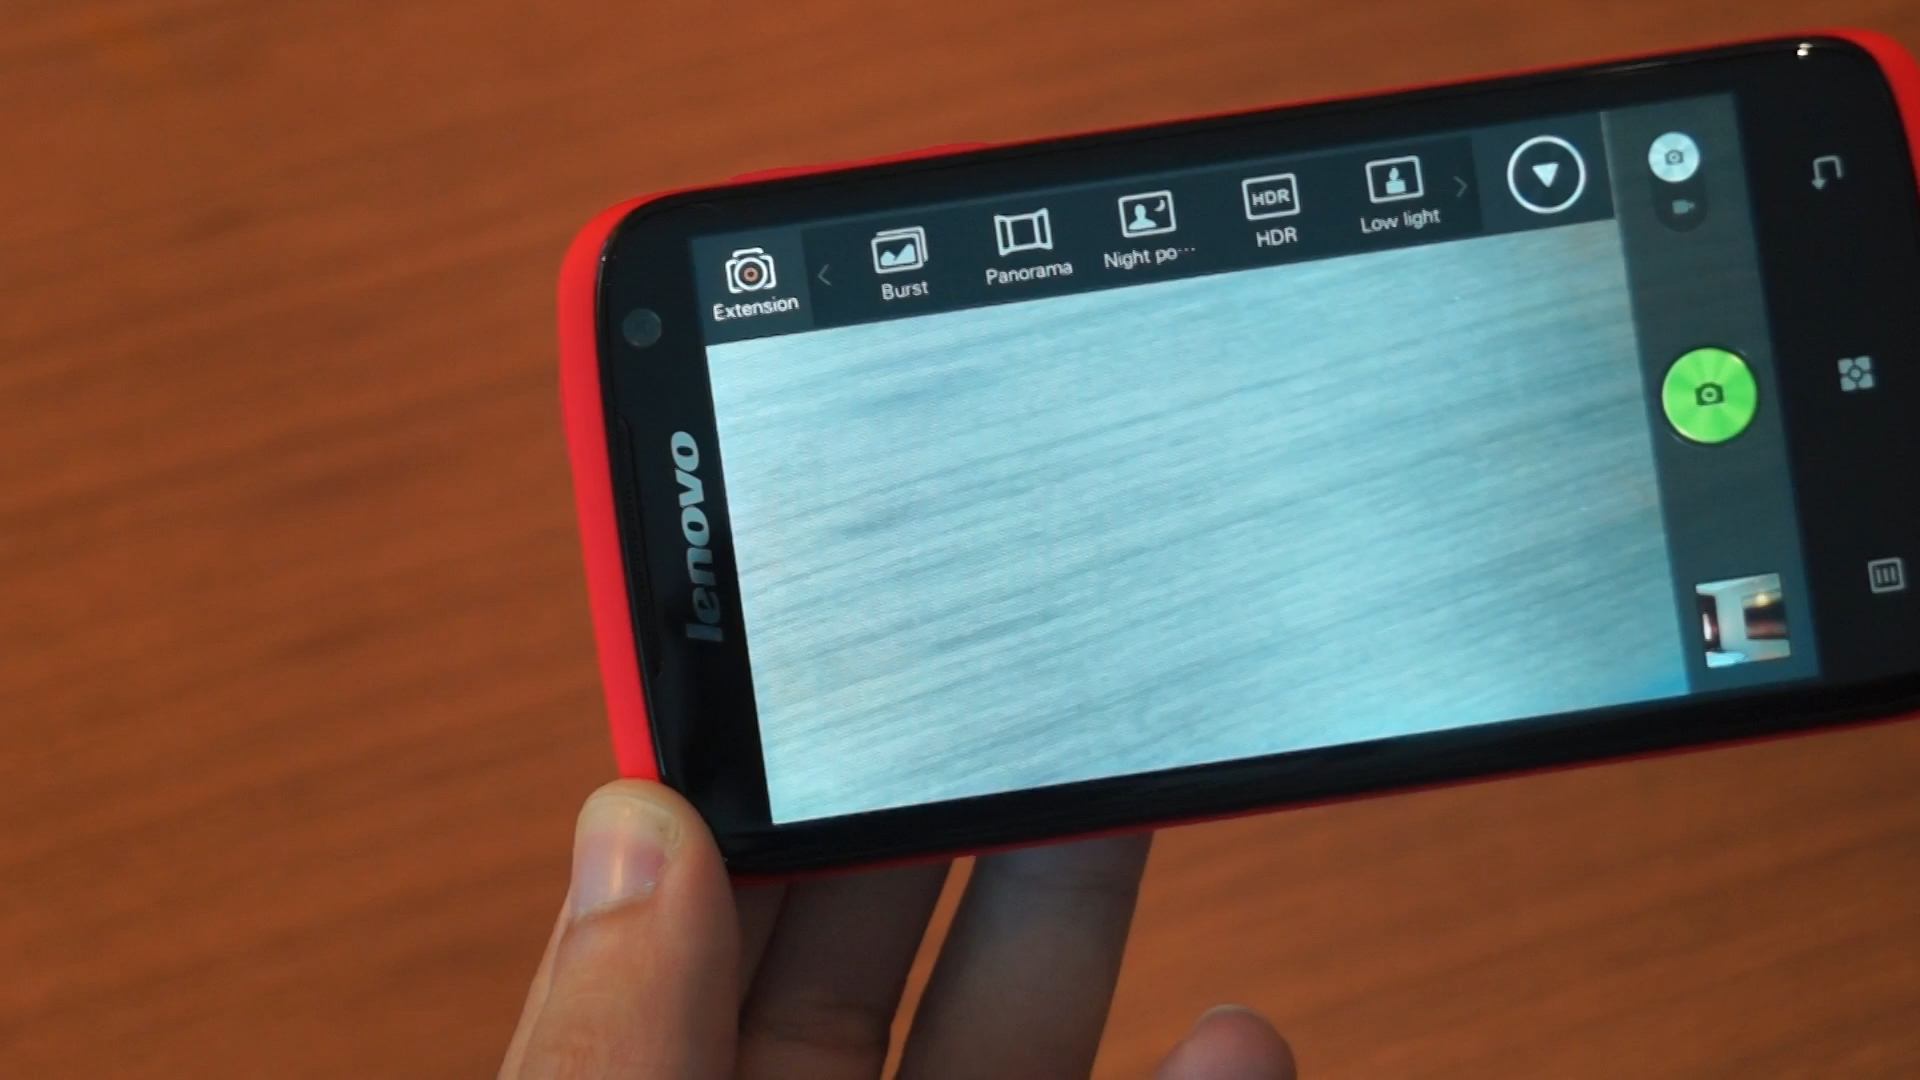 Extension
Burst
Panorama
Night po...
HDR
HDR
Low light
lenovo